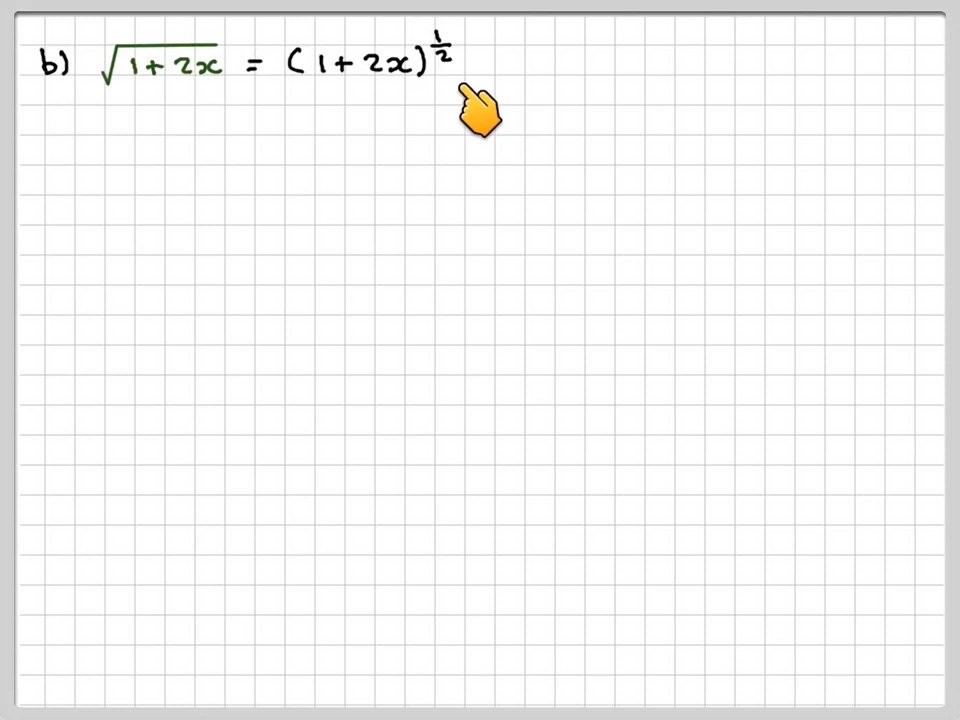 b) √(1+2x) = (1+2x)^(1/2)